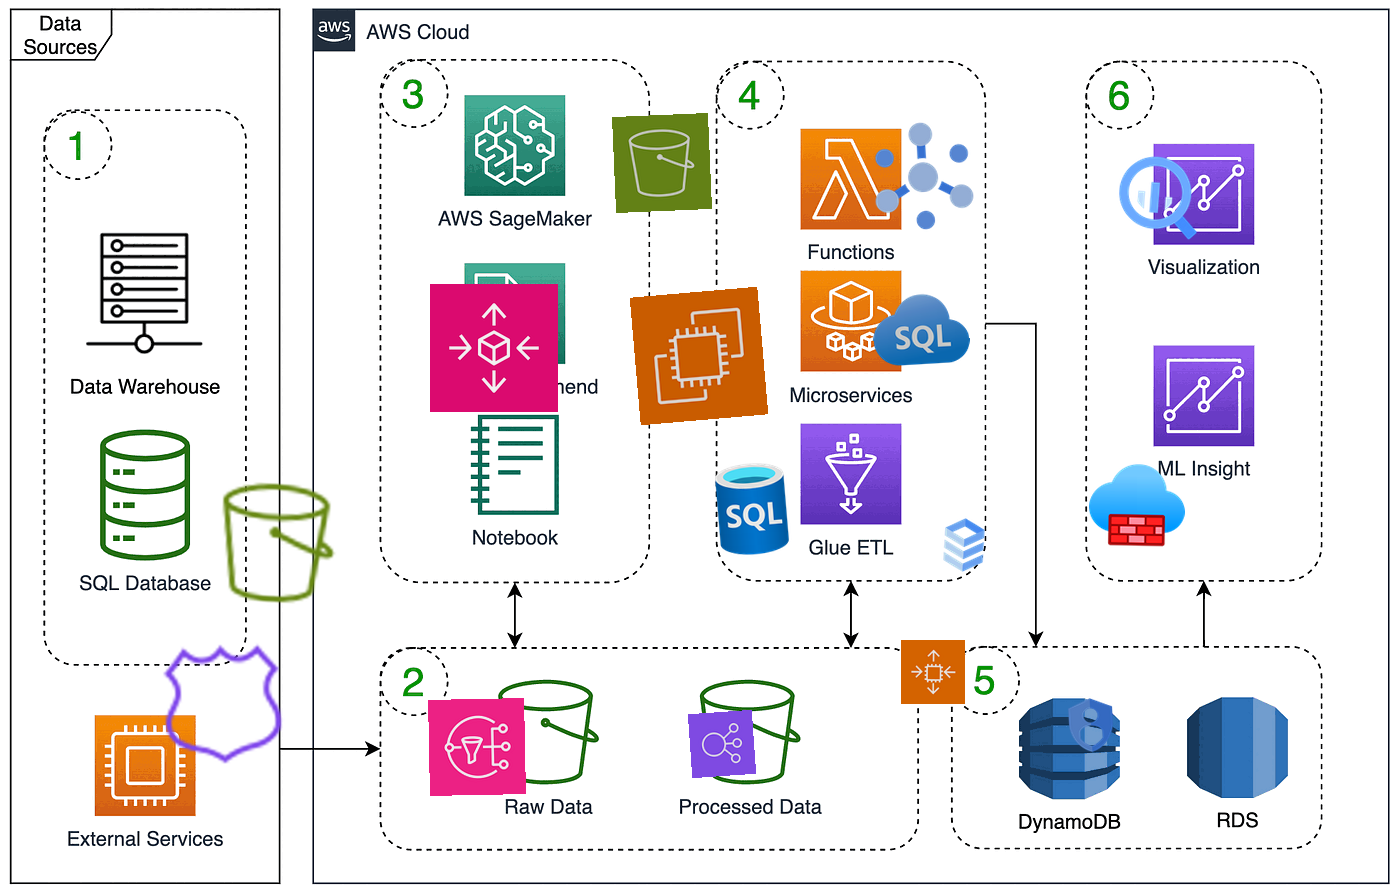 Data
Sources
aws
AWS Cloud
1
Data Warehouse
SQL Database
External Services
3
AWS SageMaker
Notebook
4
Functions
SQL
Microservices
SQL
Glue ETL
6
Visualization
ML Insight
2
Raw Data
Processed Data
5
DynamoDB
RDS